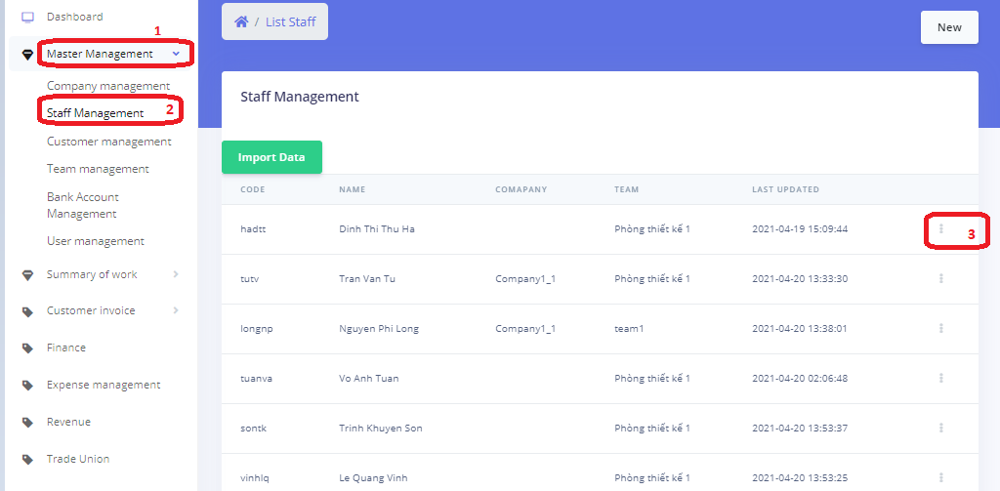 Dashboard
1
Master Management
Company management
Staff Management 2
Customer management
Team management
Bank Account
Management
User management
Summary of work
Customer invoice
Finance
Expense management
Revenue
Trade Union
/ List Staff
New
Staff Management
Import Data
CODE NAME COMAPANY TEAM LAST UPDATED
hadtt Dinh Thi Thu Ha Phòng thiết kế 1 2021-04-19 15:09:44 3
tutv Tran Van Tu Company1_1 Phòng thiết kế 1 2021-04-20 13:33:30
longnp Nguyen Phi Long Company1_1 team1 2021-04-20 13:38:01
tuanva Vo Anh Tuan Phòng thiết kế 1 2021-04-20 02:06:48
sontk Trinh Khuyen Son Phòng thiết kế 1 2021-04-20 13:53:37
vinhlq Le Quang Vinh Phòng thiết kế 1 2021-04-20 13:53:25